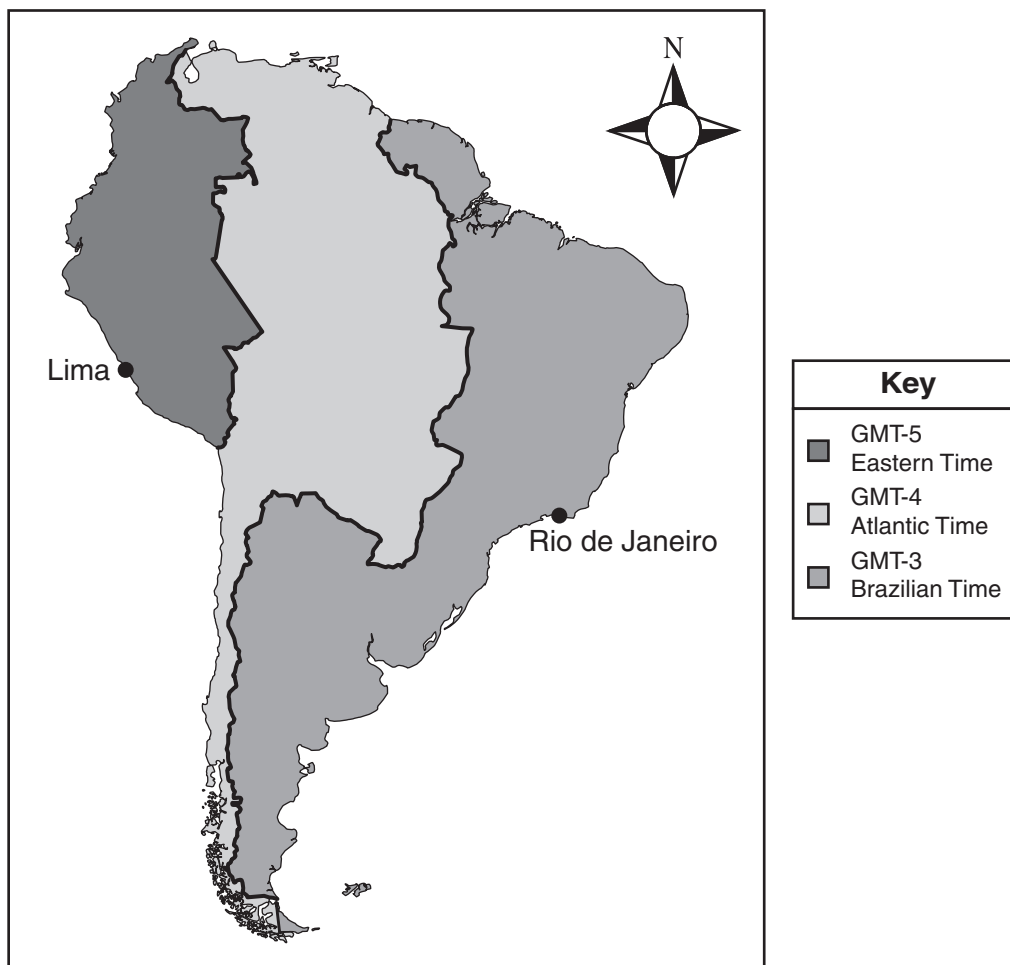 N
Lima
Rio de Janeiro
Key
GMT-5
Eastern Time
GMT-4
Atlantic Time
GMT-3
Brazilian Time